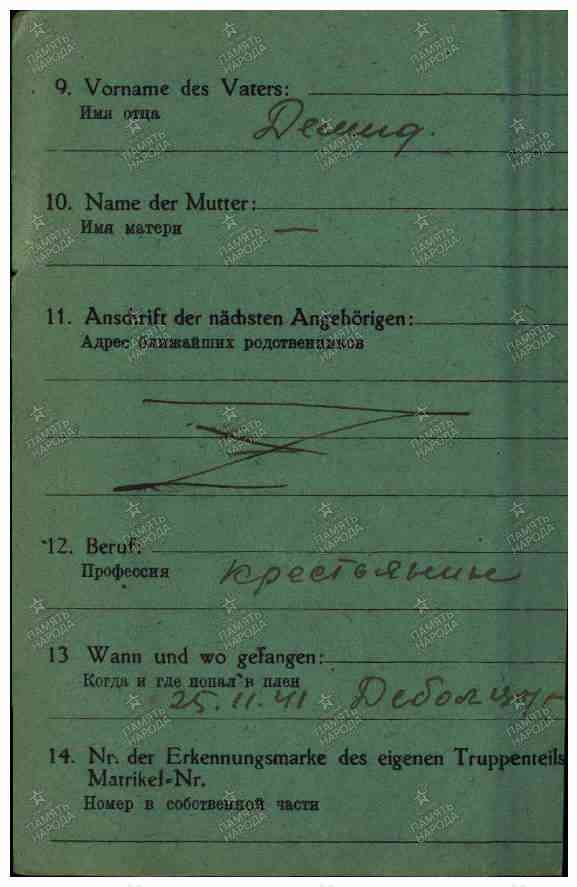 9. Vorname des Vaters:
Имя отца
Демид.
10. Name der Mutter:
Имя матери —
11. Anschrift der nächsten Angehörigen:
Адрес ближайших родственников
12. Beruf:
Профессия крестьянин
13 Wann und wo gefangen:
Когда и где попал в плен
25.11.41
14. Nr. der Erkennungsmarke des eigenen Truppenteils
Matrikel-Nr.
Номер в собственной части
ПАМЯТЬ
НАРОДА